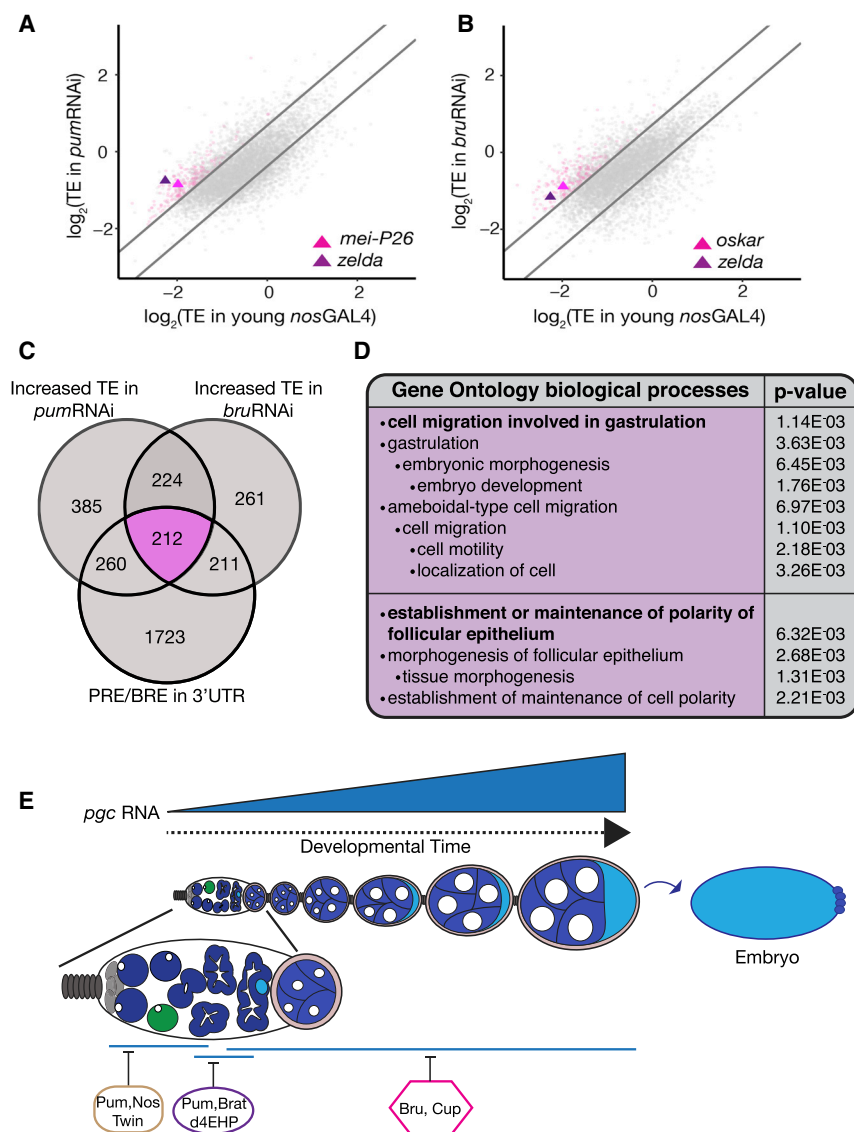 A
log2(TE in pumRNAi)
2
0
−2
−2
0
2
mei-P26
zelda
log2(TE in young nosGAL4)
B
log2(TE in bruRNAi)
2
0
−2
−2
0
2
oskar
zelda
log2(TE in young nosGAL4)
C
Increased TE in
pumRNAi
Increased TE in
bruRNAi
385
224
261
212
260
211
1723
PRE/BRE in 3'UTR
D
Gene Ontology biological processes p-value
•cell migration involved in gastrulation 1.14E-03
•gastrulation 3.63E-03
•embryonic morphogenesis 6.45E-03
•embryo development 1.76E-03
•ameboidal-type cell migration 6.97E-03
•cell migration 1.10E-03
•cell motility 2.18E-03
•localization of cell 3.26E-03
•establishment or maintenance of polarity of
follicular epithelium 6.32E-03
•morphogenesis of follicular epithelium 2.68E-03
•tissue morphogenesis 1.31E-03
•establishment of maintenance of cell polarity 2.21E-03
E
pgc RNA
Developmental Time
Embryo
Pum,Nos
Twin
Pum,Brat
d4EHP
Bru, Cup